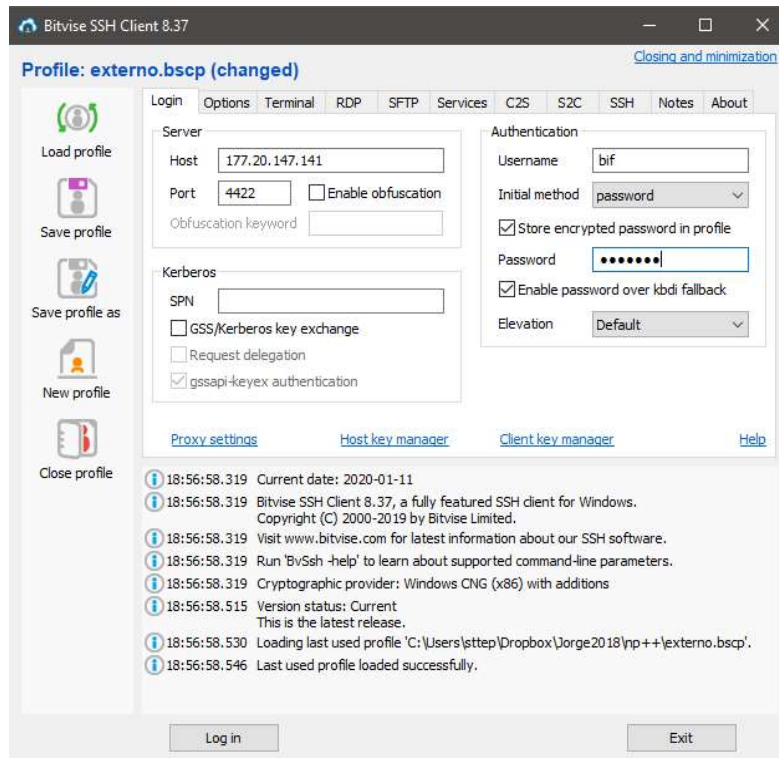 Bitvise SSH Client 8.37
Profile: externo.bscp (changed)
Closing and minimization
Load profile
Save profile
Save profile as
New profile
Close profile
Login Options Terminal RDP SFTP Services C2S S2C SSH Notes About
Server
Host 177.20.147.141
Port 4422 Enable obfuscation
Obfuscation keyword
Kerberos
SPN
GSS/Kerberos key exchange
Request delegation
gssapi-keyex authentication
Authentication
Username bif
Initial method password
Store encrypted password in profile
Password •••••••
Enable password over kbdi fallback
Elevation Default
Proxy settings Host key manager Client key manager Help
18:56:58.319 Current date: 2020-01-11
18:56:58.319 Bitvise SSH Client 8.37, a fully featured SSH client for Windows.
Copyright (C) 2000-2019 by Bitvise Limited.
18:56:58.319 Visit www.bitvise.com for latest information about our SSH software.
18:56:58.319 Run 'BvSsh -help' to learn about supported command-line parameters.
18:56:58.319 Cryptographic provider: Windows CNG (x86) with additions
18:56:58.515 Version status: Current
This is the latest release.
18:56:58.530 Loading last used profile 'C:\Users\sttep\Dropbox\Jorge2018\np++\externo.bscp'.
18:56:58.546 Last used profile loaded successfully.
Log in Exit